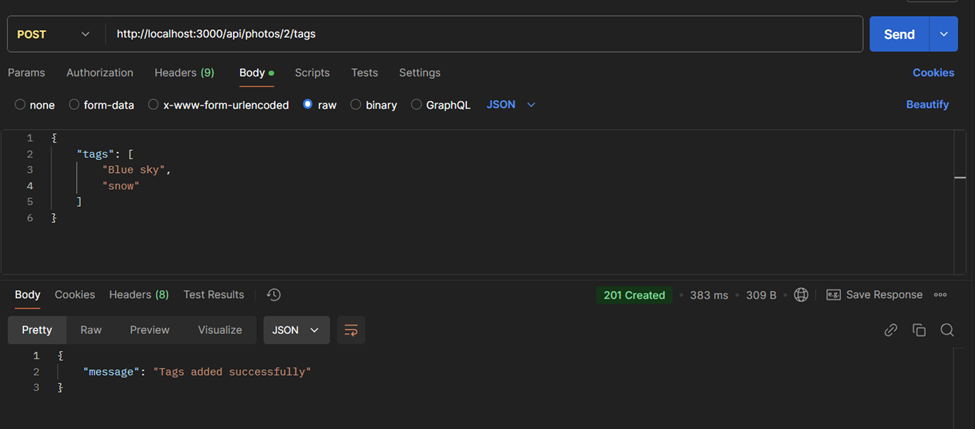 POST http://localhost:3000/api/photos/2/tags Send
Params Authorization Headers (9) Body Scripts Tests Settings Cookies
none form-data x-www-form-urlencoded raw binary GraphQL JSON Beautify
1 {
2 "tags": [
3 "Blue sky",
4 "snow"
5 ]
6 }
Body Cookies Headers (8) Test Results 201 Created 383 ms 309 B e.g. Save Response
Pretty Raw Preview Visualize JSON
1 {
2 "message": "Tags added successfully"
3 }